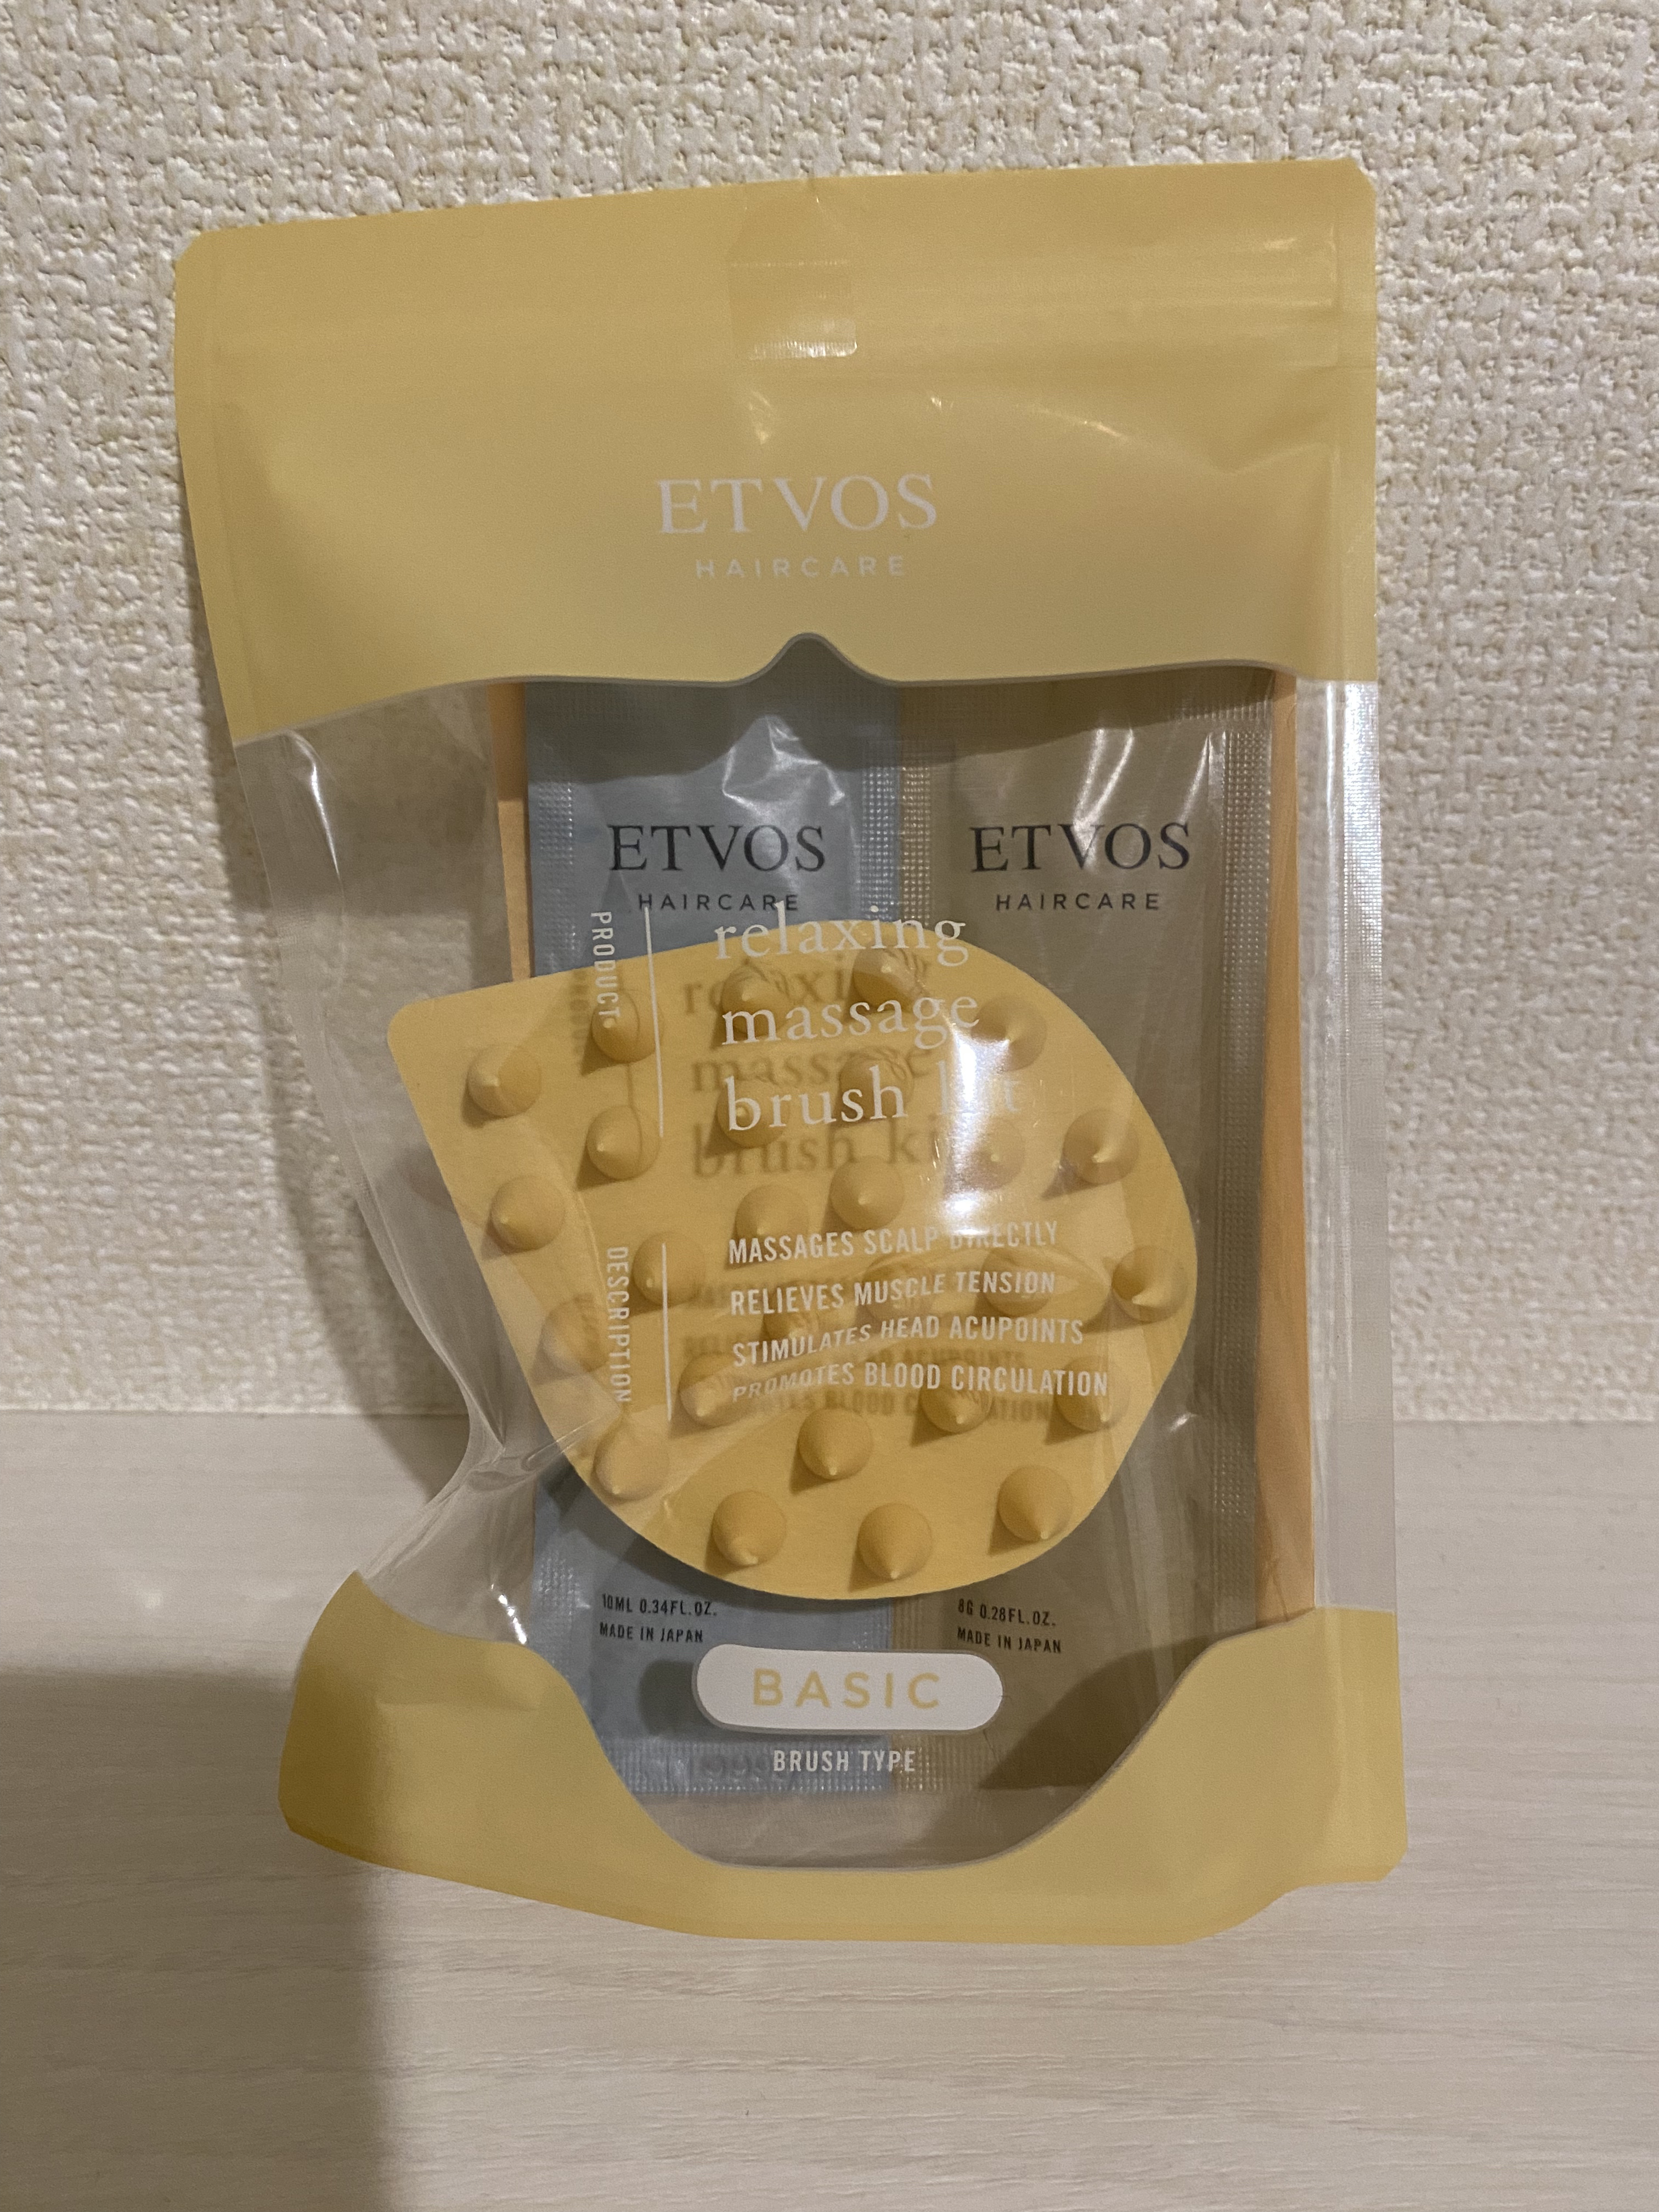 ETVOS
HAIRCARE
ETVOS
HAIRCARE
ETVOS
HAIRCARE
PRODUCT
relaxing
massage
brush kit
DESCRIPTION
MASSAGES SCALP DIRECTLY
RELIEVES MUSCLE TENSION
STIMULATES HEAD ACUPOINTS
PROMOTES BLOOD CIRCULATION
10ML 0.34FL.OZ.
MADE IN JAPAN
8G 0.28FL.OZ.
MADE IN JAPAN
BASIC
BRUSH TYPE